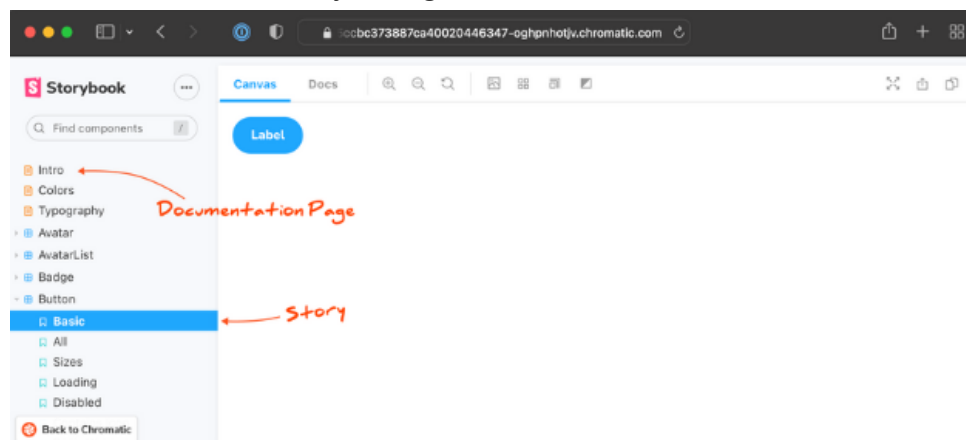 cbc373887ca40020446347-oghpnhotjv.chromatic.com
Storybook
Canvas Docs
Find components /
Label
Intro
Colors
Typography
Documentation Page
Avatar
AvatarList
Badge
Button
Basic
Story
All
Sizes
Loading
Disabled
Back to Chromatic